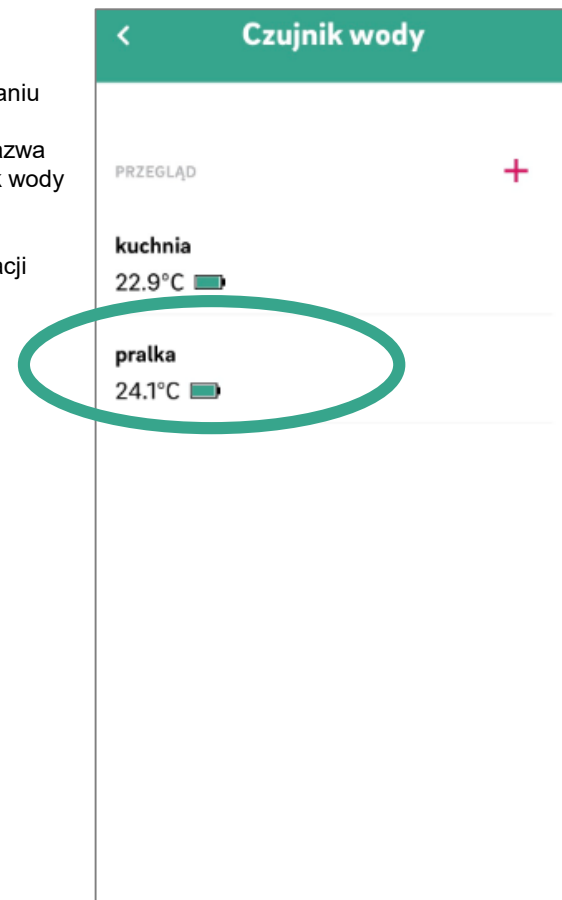 aniu
azwa
k wody
acji
Czujnik wody
PRZEGLĄD
kuchnia
22.9°C
pralka
24.1°C